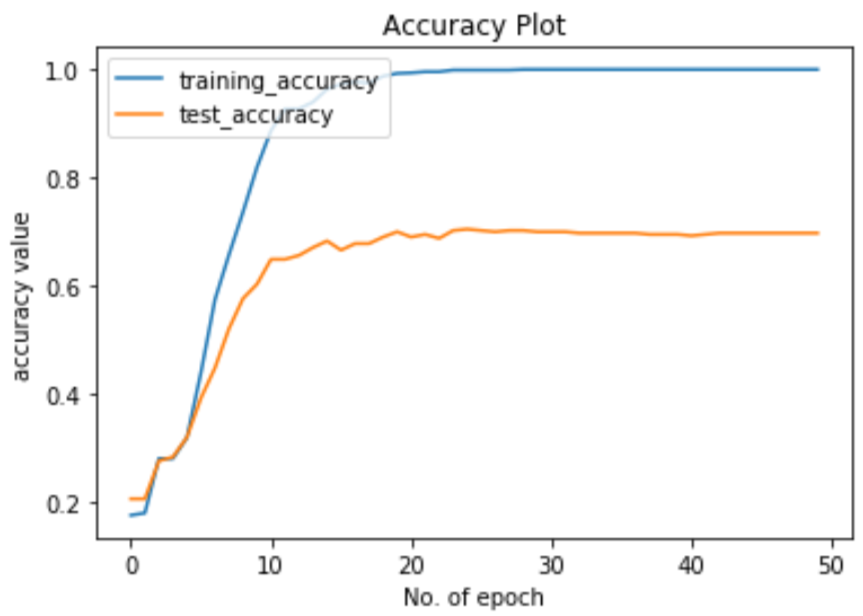 Accuracy Plot
training_accuracy
test_accuracy
accuracy value
1.0
0.8
0.6
0.4
0.2
0 10 20 30 40 50
No. of epoch